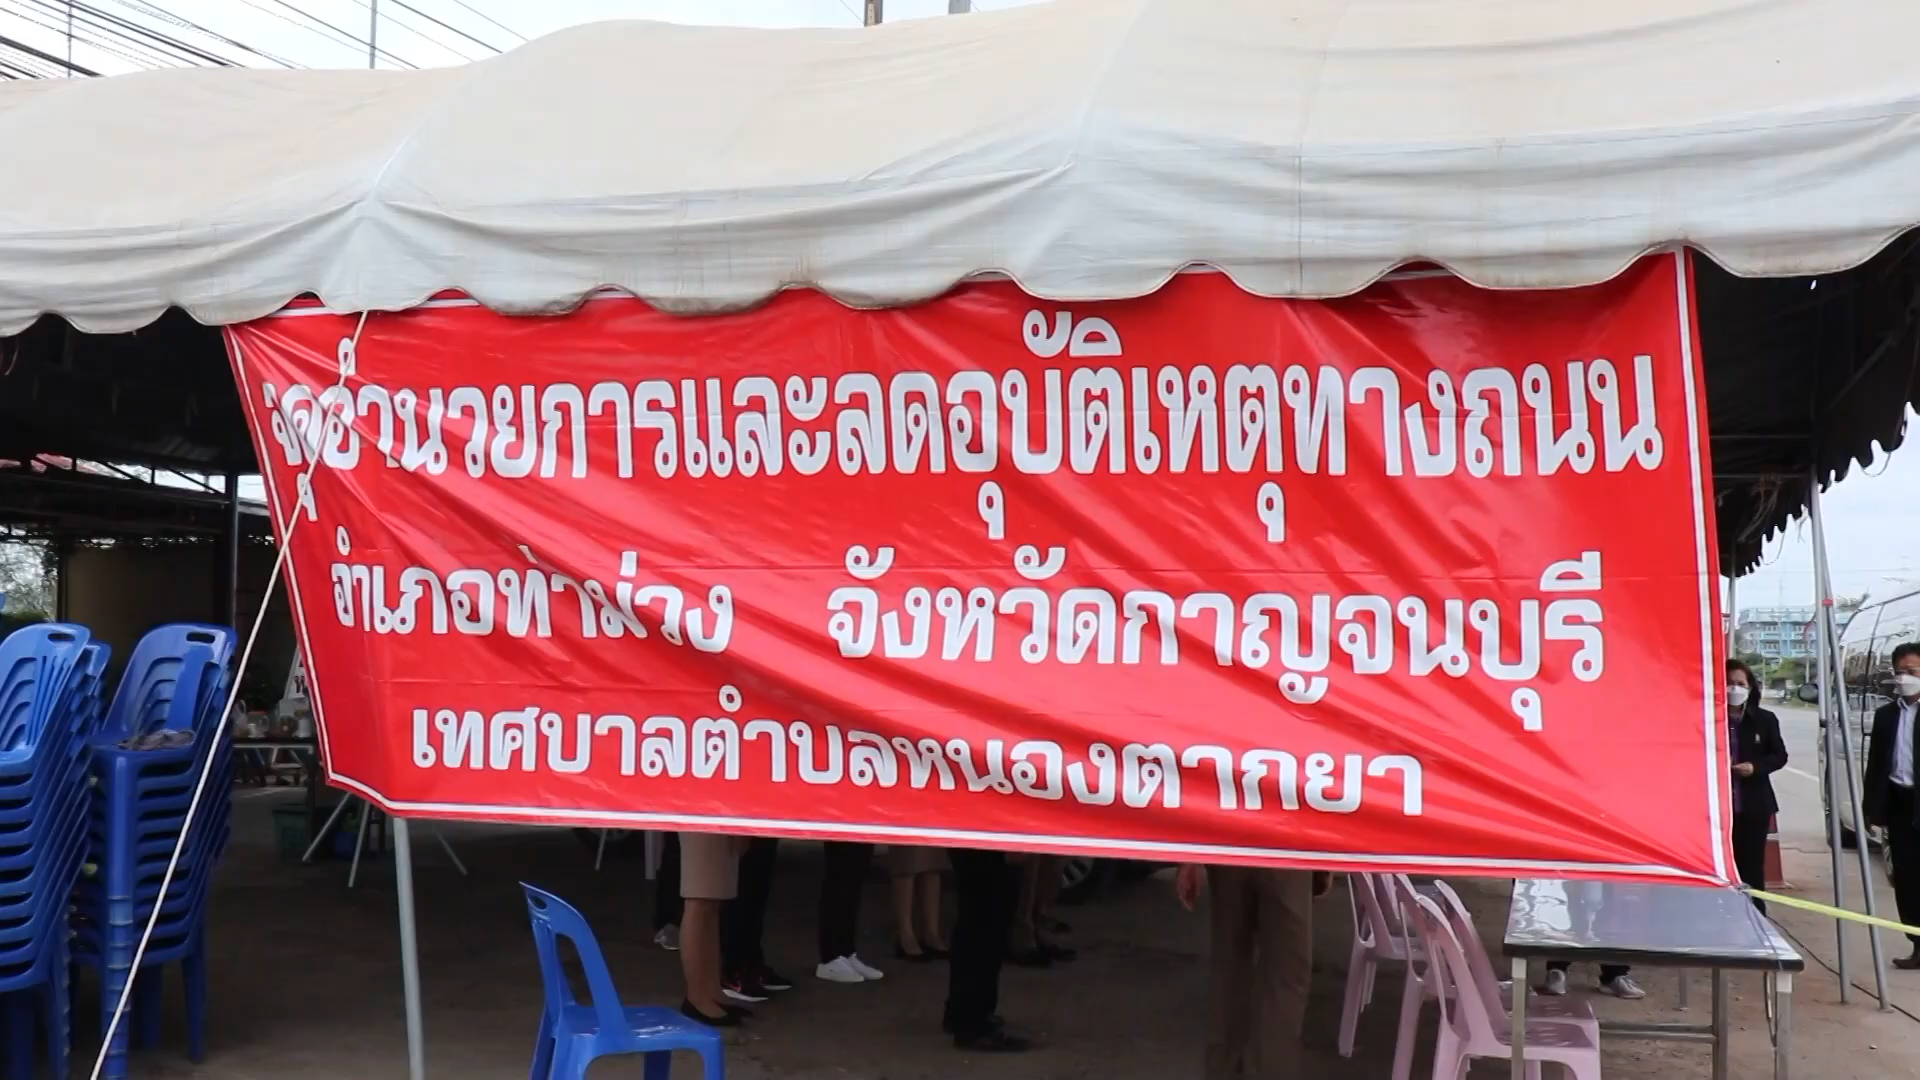 จุดอำนวยการและลดอุบัติเหตุทางถนน
อำเภอท่าม่วง จังหวัดกาญจนบุรี
เทศบาลตำบลหนองตากยา